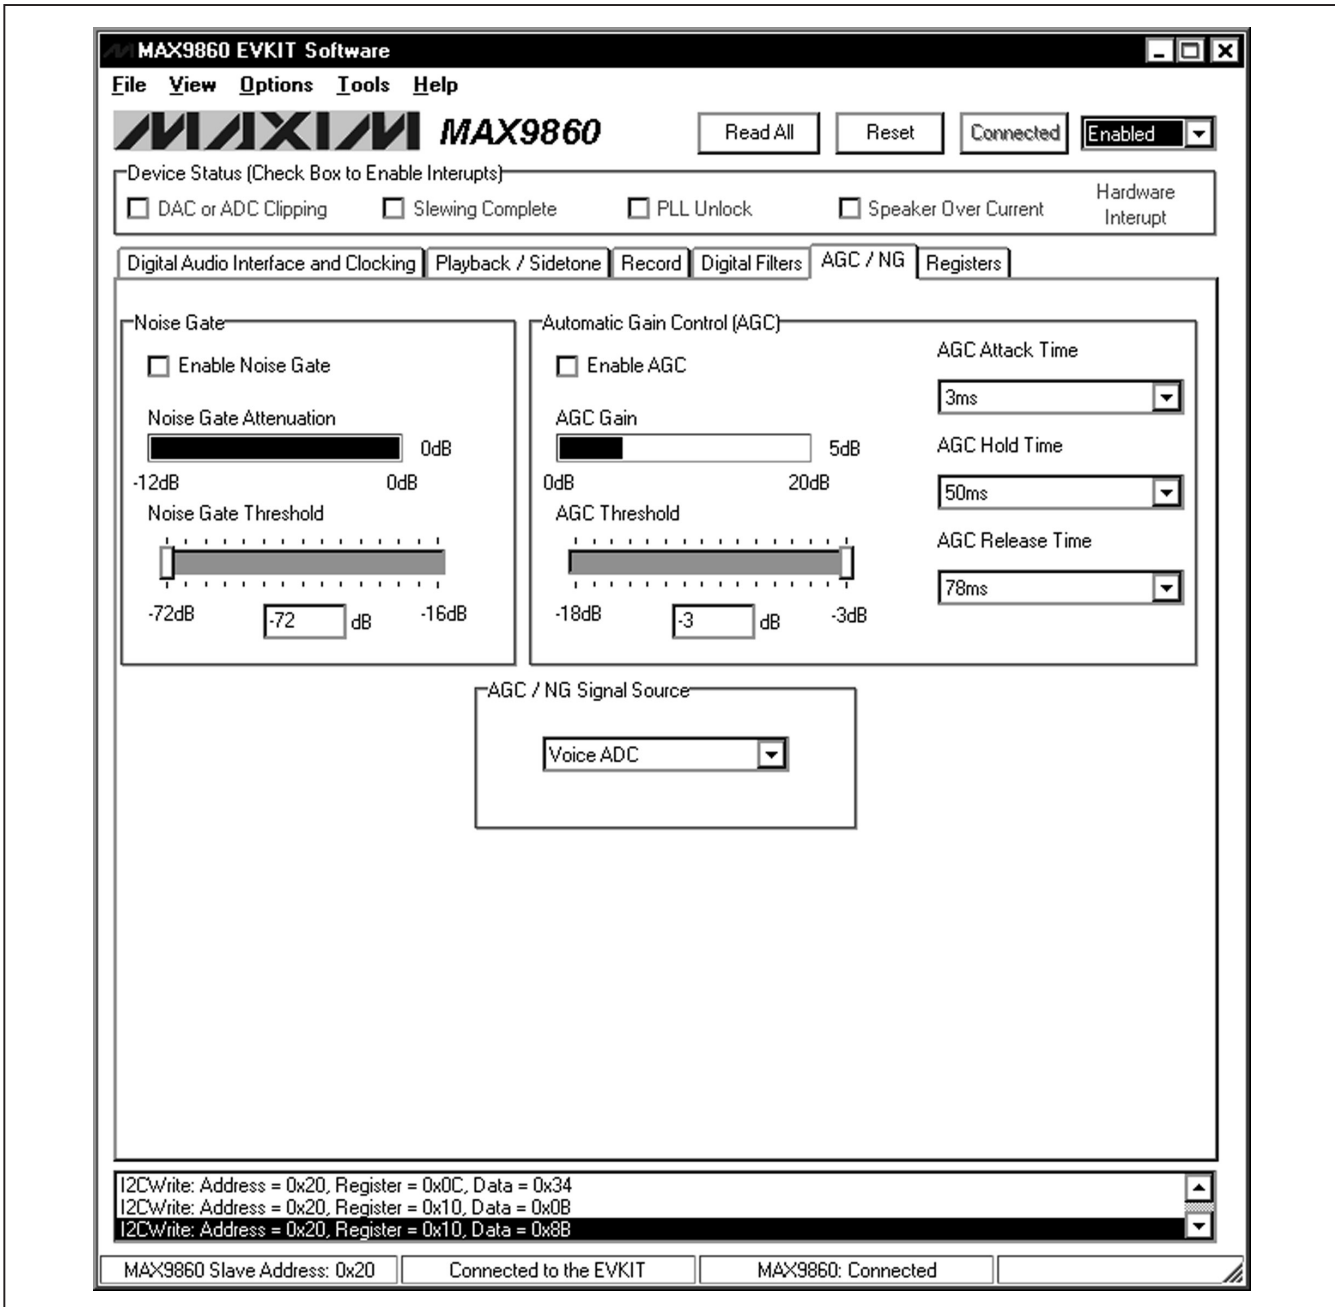 MAX9860 EVKIT Software
File View Options Tools Help
MAXIM MAX9860 Read All Reset Connected Enabled
Device Status (Check Box to Enable Interupts)
DAC or ADC Clipping Slewing Complete PLL Unlock Speaker Over Current Hardware Interupt
Digital Audio Interface and Clocking Playback / Sidetone Record Digital Filters AGC / NG Registers
Noise Gate
Enable Noise Gate
Noise Gate Attenuation
0dB
-12dB 0dB
Noise Gate Threshold
-72dB -72 dB -16dB
Automatic Gain Control (AGC)
Enable AGC
AGC Gain
5dB
0dB 20dB
AGC Threshold
-18dB -3 dB -3dB
AGC Attack Time
3ms
AGC Hold Time
50ms
AGC Release Time
78ms
AGC / NG Signal Source
Voice ADC
I2CWrite: Address = 0x20, Register = 0x0C, Data = 0x34
I2CWrite: Address = 0x20, Register = 0x10, Data = 0x0B
I2CWrite: Address = 0x20, Register = 0x10, Data = 0x8B
MAX9860 Slave Address: 0x20 Connected to the EVKIT MAX9860: Connected